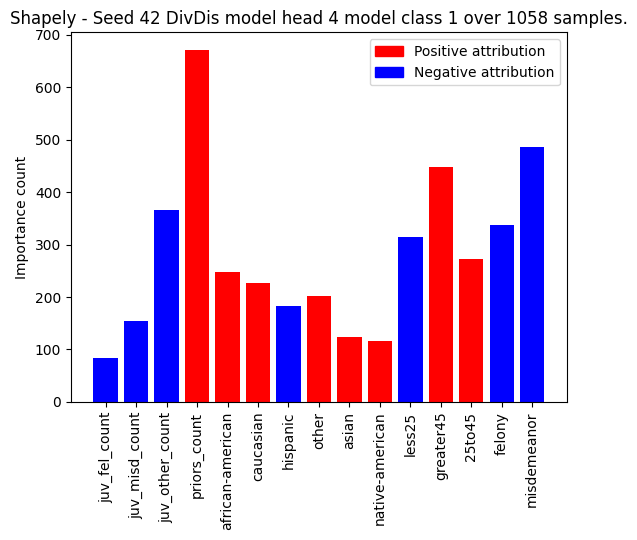 Shapely - Seed 42 DivDis model head 4 model class 1 over 1058 samples.
Positive attribution
Negative attribution
Importance count
700
600
500
400
300
200
100
0
juv_fel_count
juv_misd_count
juv_other_count
priors_count
african-american
caucasian
hispanic
other
asian
native-american
less25
greater45
25to45
felony
misdemeanor